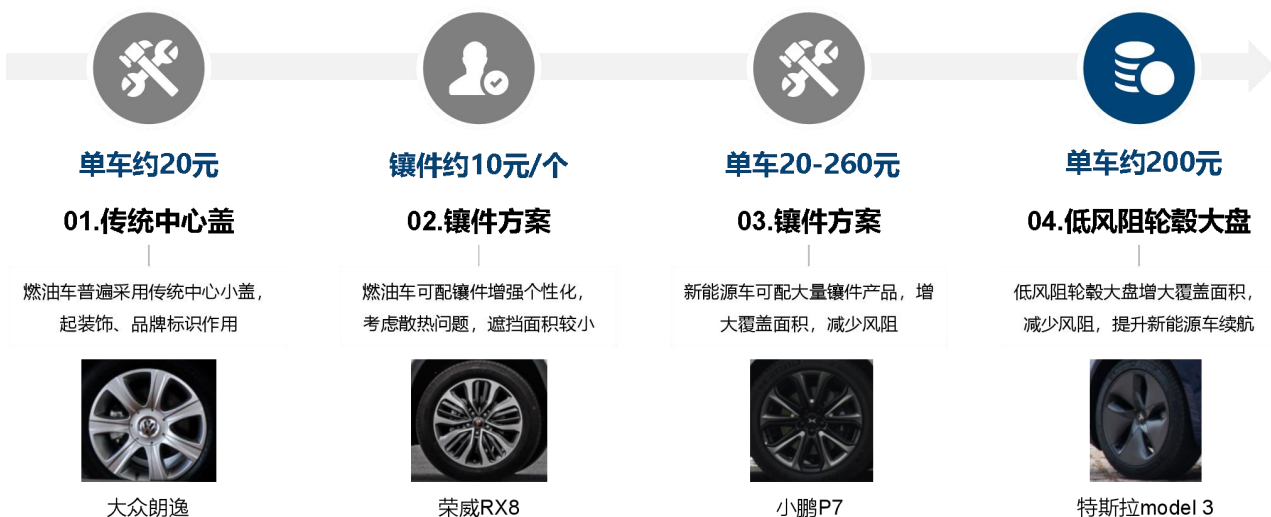 单车约20元
01.传统中心盖
燃油车普遍采用传统中心小盖，
起装饰、品牌标识作用
大众朗逸
镶件约10元/个
02.镶件方案
燃油车可配镶件增强个性化，
考虑散热问题，遮挡面积较小
荣威RX8
单车20-260元
03.镶件方案
新能源车可配大量镶件产品，增
大覆盖面积，减少风阻
小鹏P7
单车约200元
04.低风阻轮毂大盘
低风阻轮毂大盘增大覆盖面积，
减少风阻，提升新能源车续航
特斯拉model 3